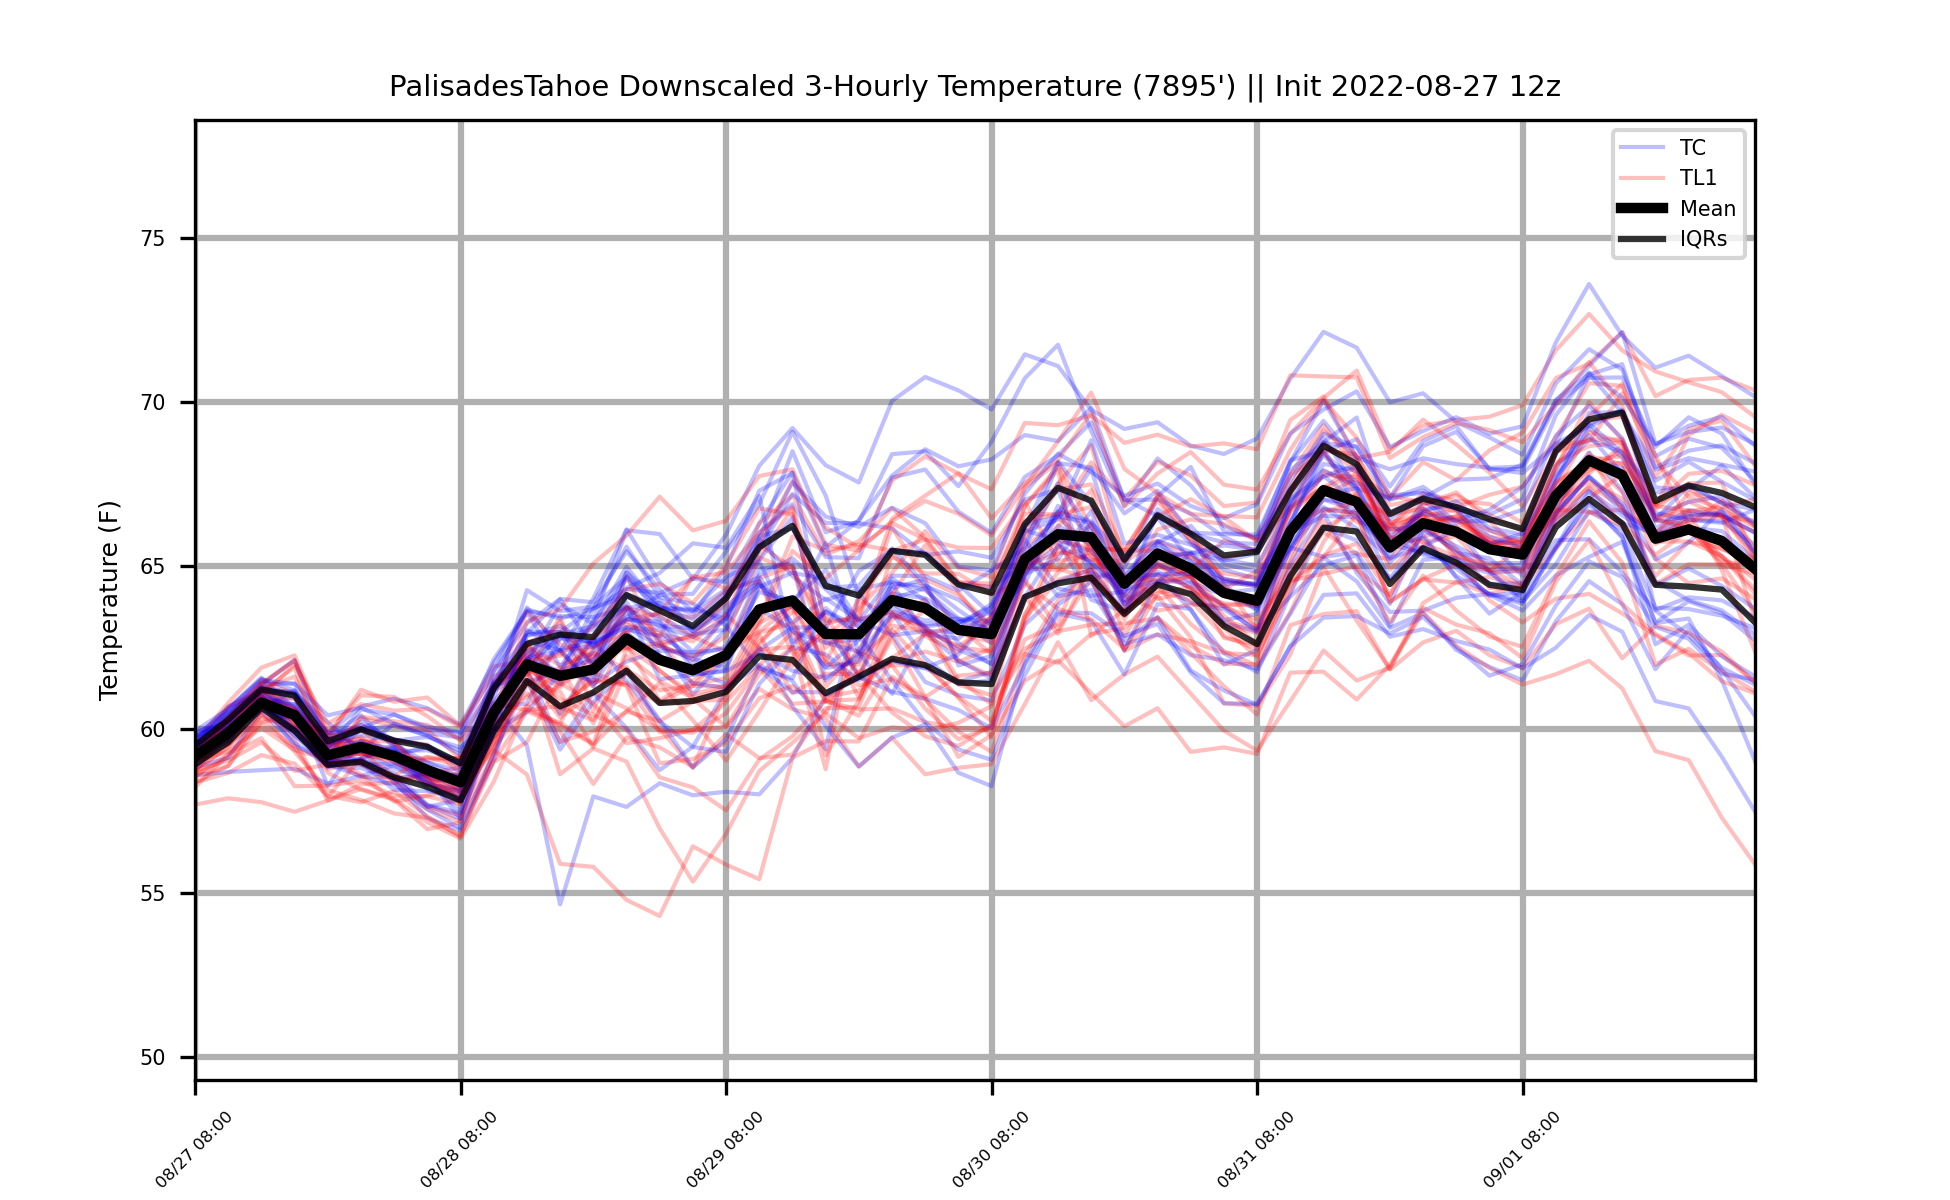 PalisadesTahoe Downscaled 3-Hourly Temperature (7895') || Init 2022-08-27 12z
TC
TL1
Mean
IQRs
Temperature (F)
75
70
65
60
55
50
08/27 08:00
08/28 08:00
08/29 08:00
08/30 08:00
08/31 08:00
09/01 08:00